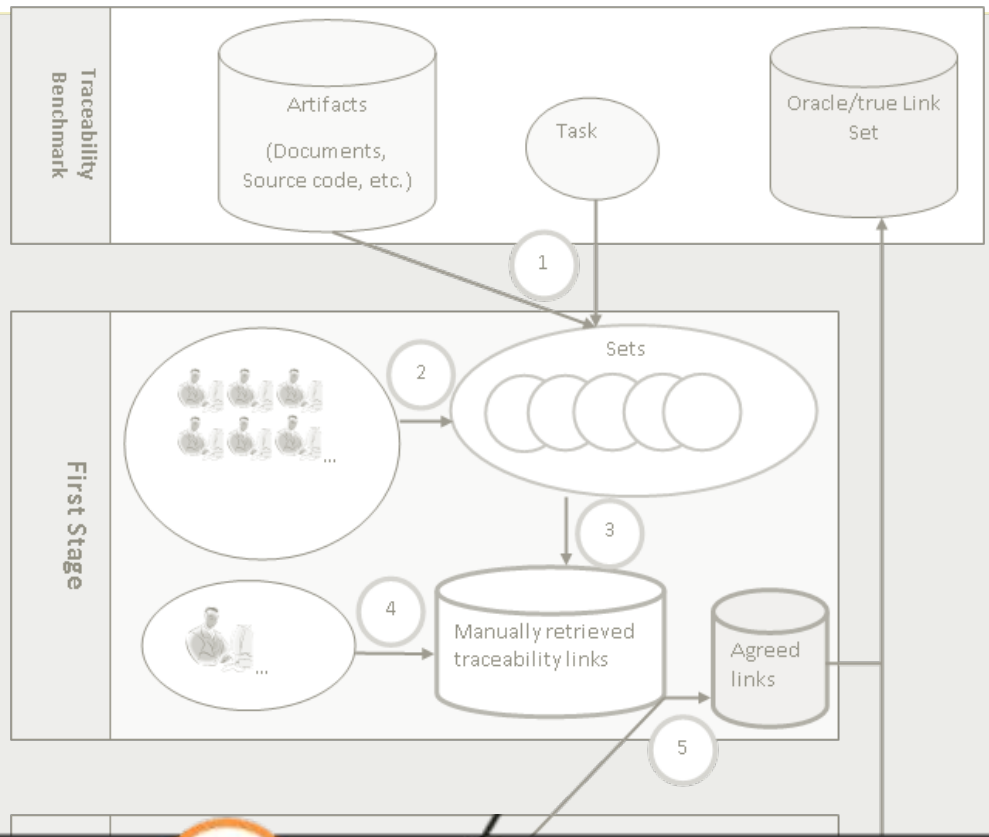 Traceability
Benchmark
Artifacts
(Documents,
Source code, etc.)
Task
Oracle/true Link
Set
1
First Stage
2
Sets
...
3
4
...
Manually retrieved
traceability links
Agreed
links
5